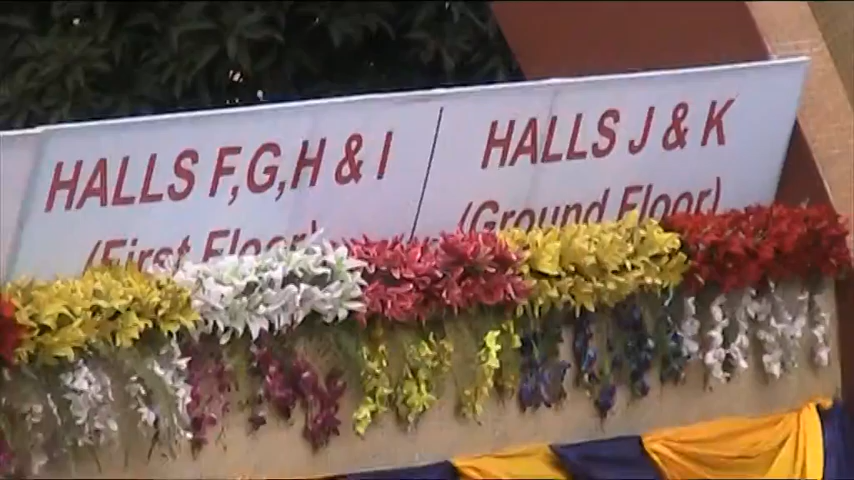 HALLS F,G,H & I
(First Floor)
HALLS J & K
(Ground Floor)